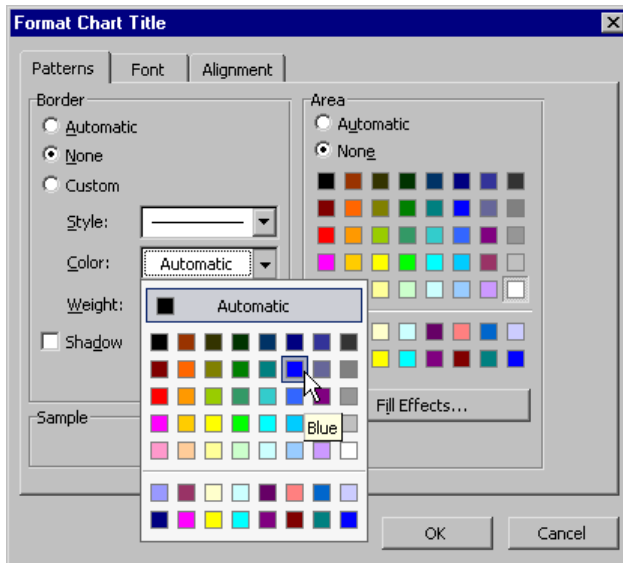 Format Chart Title
Patterns Font Alignment
Border
Automatic
None
Custom
Style:
Color: Automatic
Weight:
Shadow
Sample
Automatic
Blue
Area
Automatic
None
Fill Effects...
OK Cancel